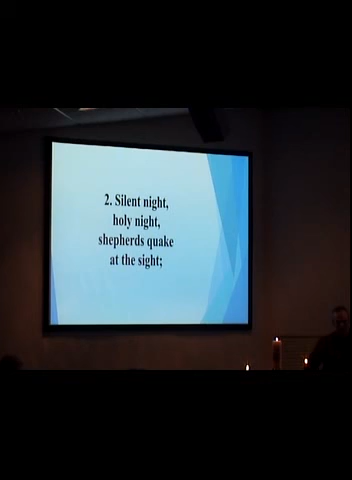 2. Silent night,
holy night,
shepherds quake
at the sight;